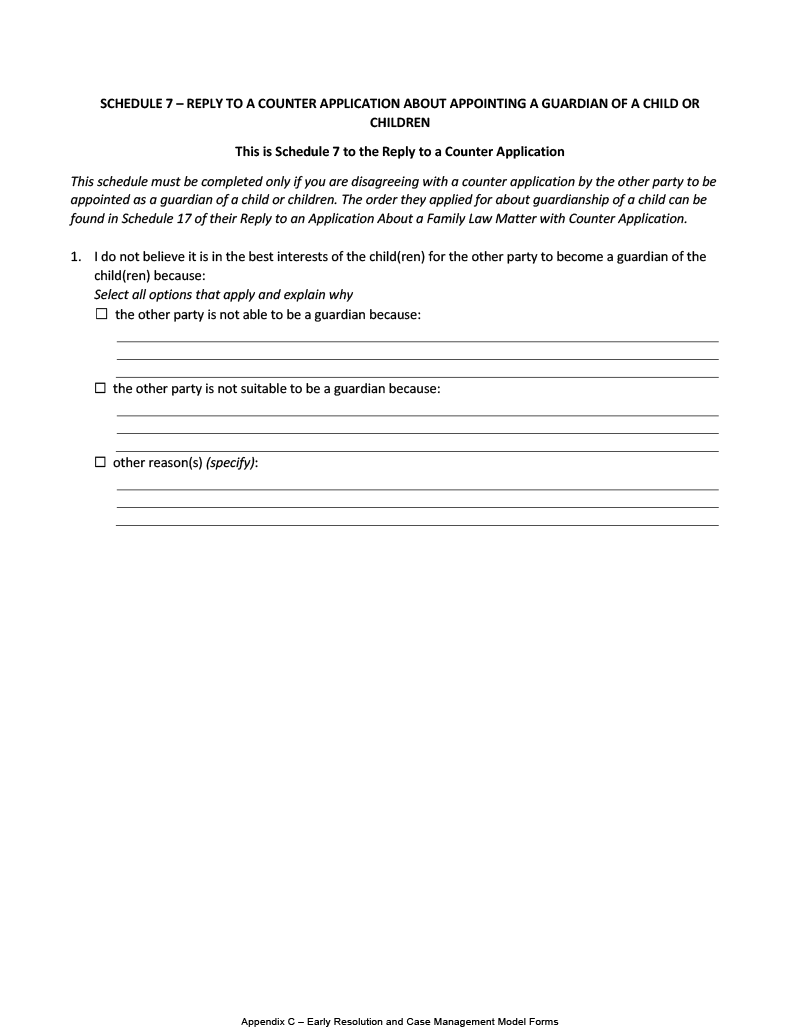 SCHEDULE 7 – REPLY TO A COUNTER APPLICATION ABOUT APPOINTING A GUARDIAN OF A CHILD OR
CHILDREN
This is Schedule 7 to the Reply to a Counter Application
This schedule must be completed only if you are disagreeing with a counter application by the other party to be
appointed as a guardian of a child or children. The order they applied for about guardianship of a child can be
found in Schedule 17 of their Reply to an Application About a Family Law Matter with Counter Application.
1. I do not believe it is in the best interests of the child(ren) for the other party to become a guardian of the
child(ren) because:
Select all options that apply and explain why
☐ the other party is not able to be a guardian because:
☐ the other party is not suitable to be a guardian because:
☐ other reason(s) (specify):
Appendix C – Early Resolution and Case Management Model Forms